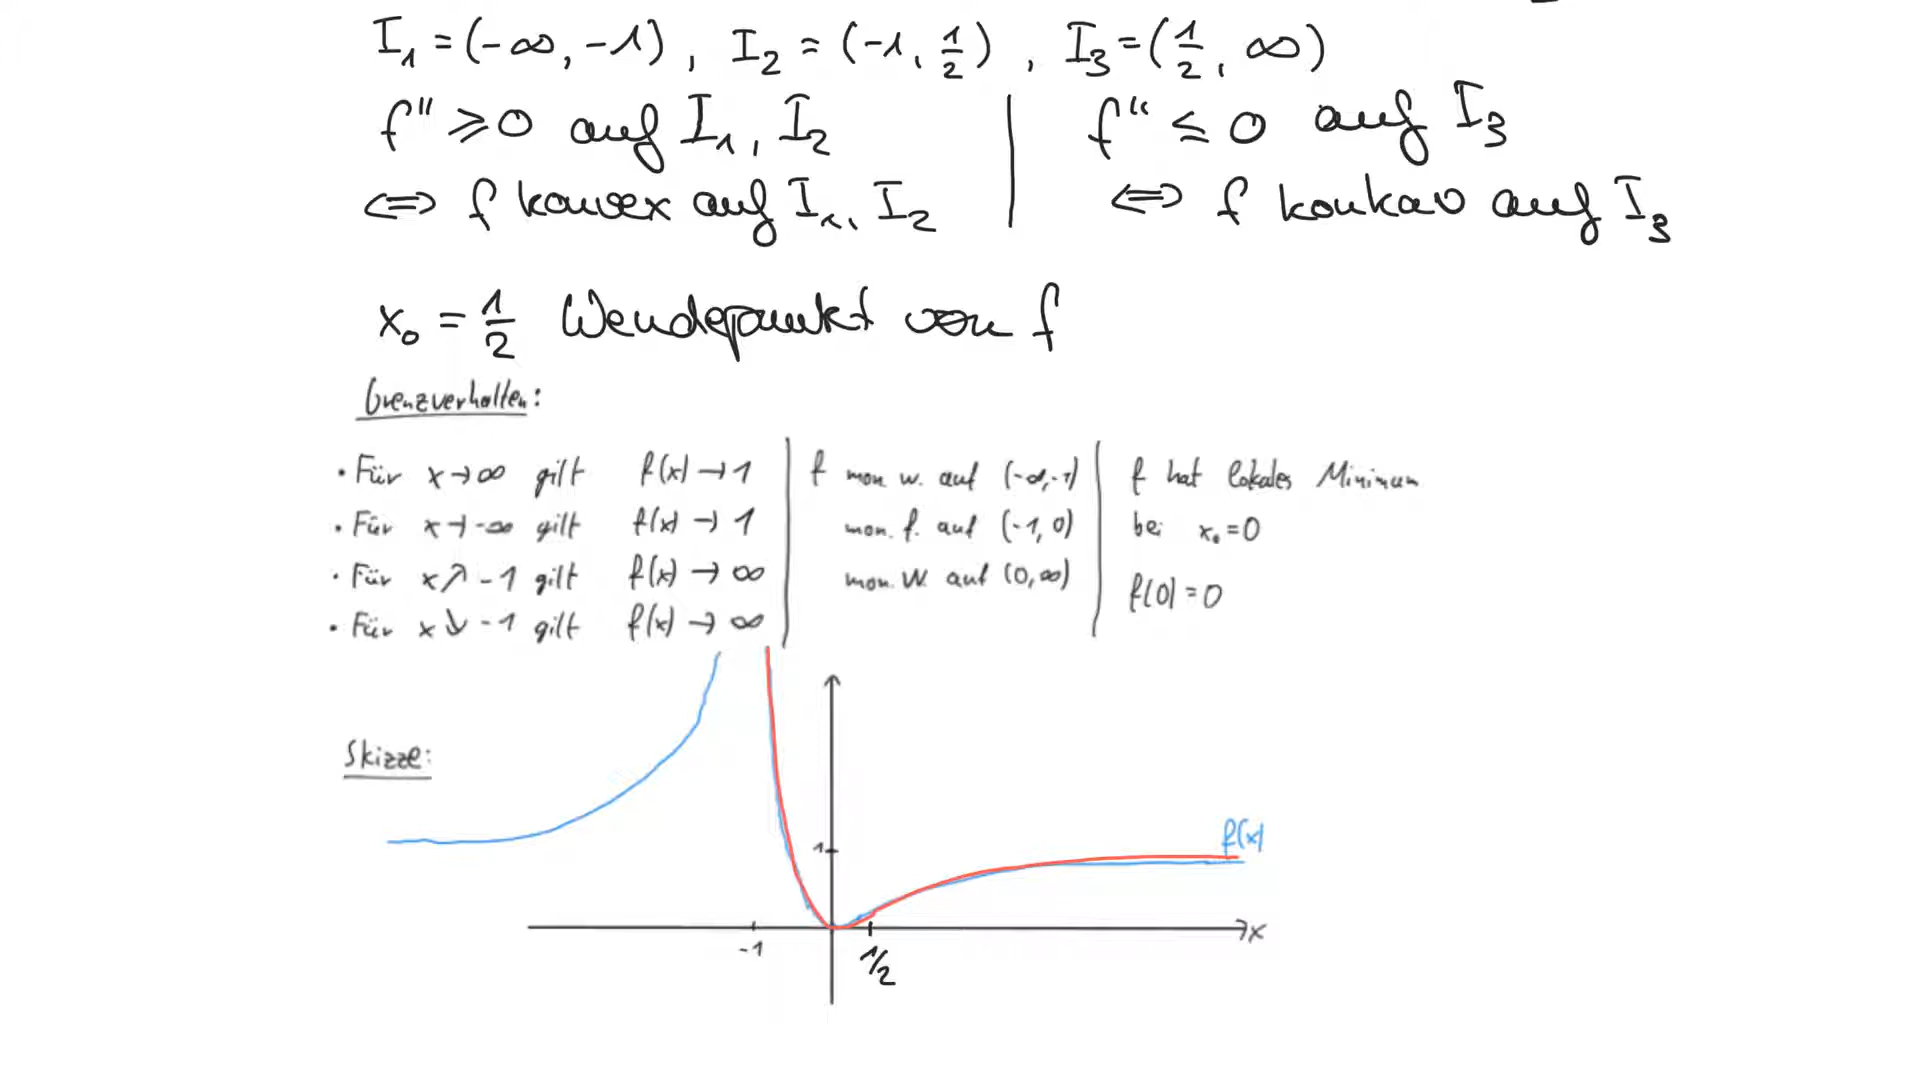 I₁ = (-∞, -1), I₂ = (-1, 1/2), I₃ = (1/2, ∞)
f'' ≥ 0 auf I₁, I₂ | f'' ≤ 0 auf I₃
⇔ f konvex auf I₁, I₂ | ⇔ f konkav auf I₃
x₀ = 1/2 Wendepunkt von f
Grenzverhalten:
• Für x → ∞ gilt f(x) → 1 | f mon. w. auf (-∞, -1) | f hat lokales Minimum
• Für x → -∞ gilt f(x) → 1 | mon. f. auf (-1, 0) | bei x₀ = 0
• Für x ↗ -1 gilt f(x) → ∞ | mon. w. auf (0, ∞) | f(0) = 0
• Für x ↘ -1 gilt f(x) → ∞
Skizze:
f(x)
1
x
-1
1/2